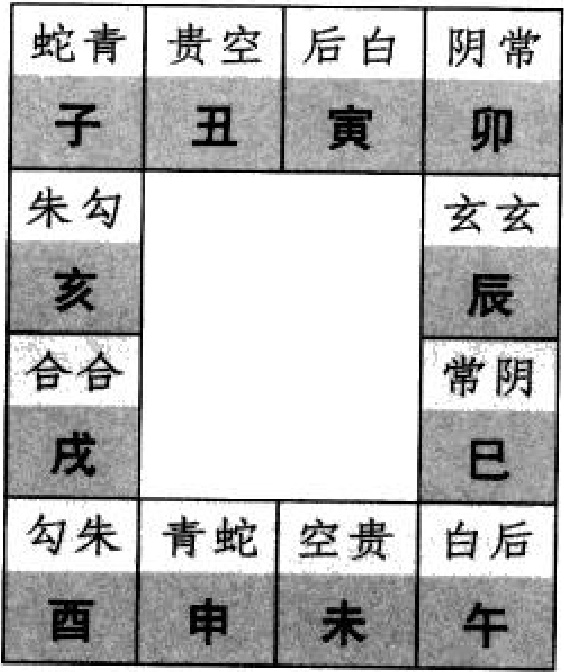 蛇青 贵空 后白 阴常
子 丑 寅 卯
朱勾 玄玄
亥 辰
合合 常阴
戌 巳
勾朱 青蛇 空贵 白后
酉 申 未 午